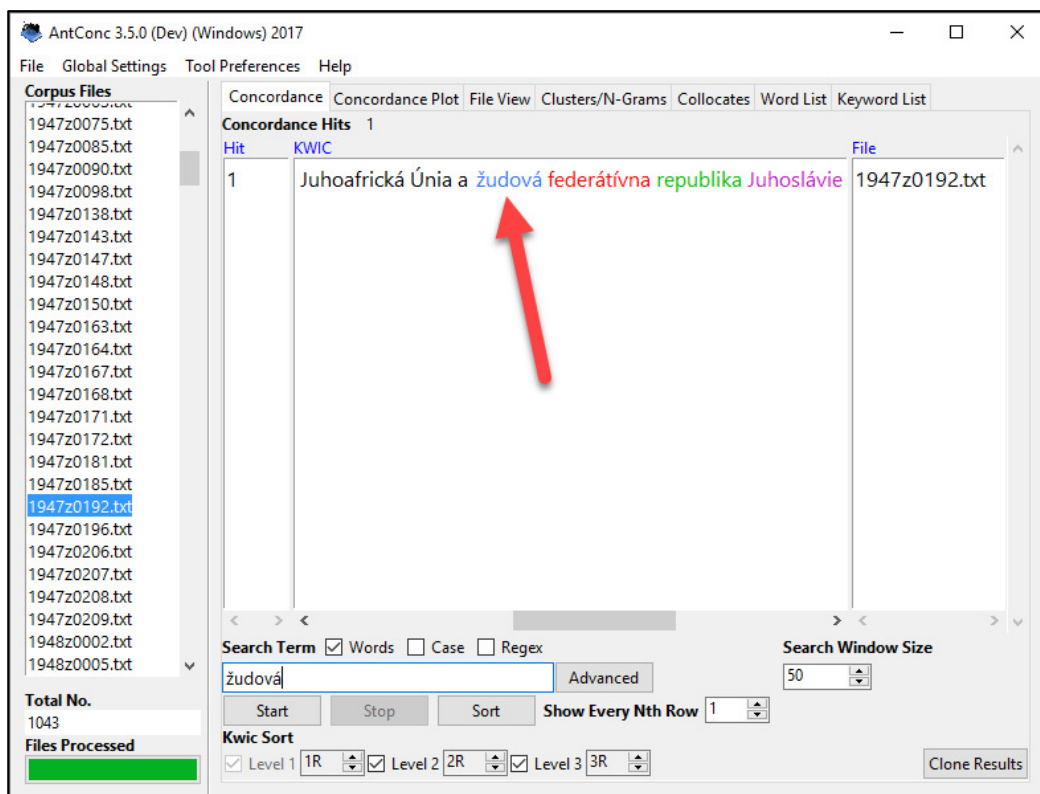 AntConc 3.5.0 (Dev) (Windows) 2017
File Global Settings Tool Preferences Help
Corpus Files
1947z0075.txt
1947z0085.txt
1947z0090.txt
1947z0098.txt
1947z0138.txt
1947z0143.txt
1947z0147.txt
1947z0148.txt
1947z0150.txt
1947z0163.txt
1947z0164.txt
1947z0167.txt
1947z0168.txt
1947z0171.txt
1947z0172.txt
1947z0181.txt
1947z0185.txt
1947z0192.txt
1947z0196.txt
1947z0206.txt
1947z0207.txt
1947z0208.txt
1947z0209.txt
1948z0002.txt
1948z0005.txt
Total No.
1043
Files Processed
Concordance Concordance Plot File View Clusters/N-Grams Collocates Word List Keyword List
Concordance Hits 1
Hit KWIC File
1 Juhoafrická Únia a žudová federátívna republika Juhoslávie 1947z0192.txt
Search Term Words Case Regex Search Window Size
žudová Advanced 50
Start Stop Sort Show Every Nth Row 1
Kwic Sort
Level 1 1R Level 2 2R Level 3 3R Clone Results